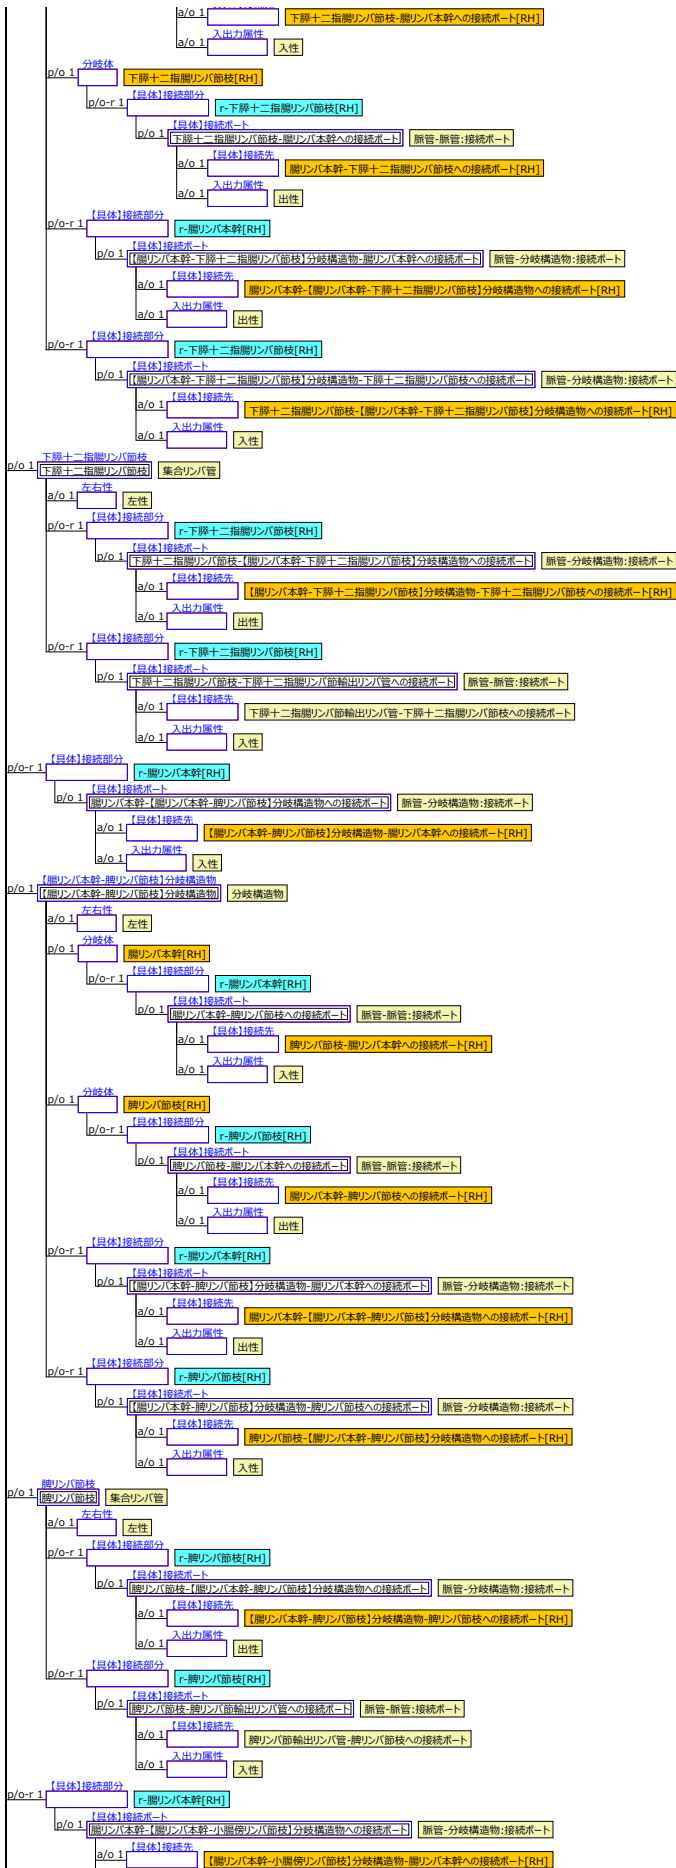 a/o 1 下膵十二指腸リンパ節枝-腸リンパ本幹への接続ポート[RH]
入出力属性
a/o 1 入性
分岐体
p/o 1 下膵十二指腸リンパ節枝[RH]
【具体】接続部分
p/o-r 1 r-下膵十二指腸リンパ節枝[RH]
【具体】接続ポート
p/o 1 下膵十二指腸リンパ節枝-腸リンパ本幹への接続ポート 脈管-脈管:接続ポート
【具体】接続先
a/o 1 腸リンパ本幹-下膵十二指腸リンパ節枝への接続ポート[RH]
入出力属性
a/o 1 出性
【具体】接続部分
p/o-r 1 r-腸リンパ本幹[RH]
【具体】接続ポート
p/o 1 【腸リンパ本幹-下膵十二指腸リンパ節枝】分岐構造物-腸リンパ本幹への接続ポート 脈管-分岐構造物:接続ポート
【具体】接続先
a/o 1 腸リンパ本幹-【腸リンパ本幹-下膵十二指腸リンパ節枝】分岐構造物への接続ポート[RH]
入出力属性
a/o 1 出性
【具体】接続部分
p/o-r 1 r-下膵十二指腸リンパ節枝[RH]
【具体】接続ポート
p/o 1 【腸リンパ本幹-下膵十二指腸リンパ節枝】分岐構造物-下膵十二指腸リンパ節枝への接続ポート 脈管-分岐構造物:接続ポート
【具体】接続先
a/o 1 下膵十二指腸リンパ節枝-【腸リンパ本幹-下膵十二指腸リンパ節枝】分岐構造物への接続ポート[RH]
入出力属性
a/o 1 入性
下膵十二指腸リンパ節枝
p/o 1 下膵十二指腸リンパ節枝 集合リンパ管
左右性
a/o 1 左性
【具体】接続部分
p/o-r 1 r-下膵十二指腸リンパ節枝[RH]
【具体】接続ポート
p/o 1 下膵十二指腸リンパ節枝-【腸リンパ本幹-下膵十二指腸リンパ節枝】分岐構造物への接続ポート 脈管-分岐構造物:接続ポート
【具体】接続先
a/o 1 【腸リンパ本幹-下膵十二指腸リンパ節枝】分岐構造物-下膵十二指腸リンパ節枝への接続ポート[RH]
入出力属性
a/o 1 出性
【具体】接続部分
p/o-r 1 r-下膵十二指腸リンパ節枝[RH]
【具体】接続ポート
p/o 1 下膵十二指腸リンパ節枝-下膵十二指腸リンパ節輸出リンパ管への接続ポート 脈管-脈管:接続ポート
【具体】接続先
a/o 1 下膵十二指腸リンパ節輸出リンパ管-下膵十二指腸リンパ節枝への接続ポート
入出力属性
a/o 1 入性
【具体】接続部分
p/o-r 1 r-腸リンパ本幹[RH]
【具体】接続ポート
p/o 1 腸リンパ本幹-【腸リンパ本幹-脾リンパ節枝】分岐構造物への接続ポート 脈管-分岐構造物:接続ポート
【具体】接続先
a/o 1 【腸リンパ本幹-脾リンパ節枝】分岐構造物-腸リンパ本幹への接続ポート[RH]
入出力属性
a/o 1 入性
【腸リンパ本幹-脾リンパ節枝】分岐構造物
p/o 1 【腸リンパ本幹-脾リンパ節枝】分岐構造物 分岐構造物
左右性
a/o 1 左性
分岐体
p/o 1 腸リンパ本幹[RH]
【具体】接続部分
p/o-r 1 r-腸リンパ本幹[RH]
【具体】接続ポート
p/o 1 腸リンパ本幹-脾リンパ節枝への接続ポート 脈管-脈管:接続ポート
【具体】接続先
a/o 1 脾リンパ節枝-腸リンパ本幹への接続ポート[RH]
入出力属性
a/o 1 入性
分岐体
p/o 1 脾リンパ節枝[RH]
【具体】接続部分
p/o-r 1 r-脾リンパ節枝[RH]
【具体】接続ポート
p/o 1 脾リンパ節枝-腸リンパ本幹への接続ポート 脈管-脈管:接続ポート
【具体】接続先
a/o 1 腸リンパ本幹-脾リンパ節枝への接続ポート[RH]
入出力属性
a/o 1 出性
【具体】接続部分
p/o-r 1 r-腸リンパ本幹[RH]
【具体】接続ポート
p/o 1 【腸リンパ本幹-脾リンパ節枝】分岐構造物-腸リンパ本幹への接続ポート 脈管-分岐構造物:接続ポート
【具体】接続先
a/o 1 腸リンパ本幹-【腸リンパ本幹-脾リンパ節枝】分岐構造物への接続ポート[RH]
入出力属性
a/o 1 出性
【具体】接続部分
p/o-r 1 r-脾リンパ節枝[RH]
【具体】接続ポート
p/o 1 【腸リンパ本幹-脾リンパ節枝】分岐構造物-脾リンパ節枝への接続ポート 脈管-分岐構造物:接続ポート
【具体】接続先
a/o 1 脾リンパ節枝-【腸リンパ本幹-脾リンパ節枝】分岐構造物への接続ポート[RH]
入出力属性
a/o 1 入性
脾リンパ節枝
p/o 1 脾リンパ節枝 集合リンパ管
左右性
a/o 1 左性
【具体】接続部分
p/o-r 1 r-脾リンパ節枝[RH]
【具体】接続ポート
p/o 1 脾リンパ節枝-【腸リンパ本幹-脾リンパ節枝】分岐構造物への接続ポート 脈管-分岐構造物:接続ポート
【具体】接続先
a/o 1 【腸リンパ本幹-脾リンパ節枝】分岐構造物-脾リンパ節枝への接続ポート[RH]
入出力属性
a/o 1 出性
【具体】接続部分
p/o-r 1 r-脾リンパ節枝[RH]
【具体】接続ポート
p/o 1 脾リンパ節枝-脾リンパ節輸出リンパ管への接続ポート 脈管-脈管:接続ポート
【具体】接続先
a/o 1 脾リンパ節輸出リンパ管-脾リンパ節枝への接続ポート
入出力属性
a/o 1 入性
【具体】接続部分
p/o-r 1 r-腸リンパ本幹[RH]
【具体】接続ポート
p/o 1 腸リンパ本幹-【腸リンパ本幹-小腸傍リンパ節枝】分岐構造物への接続ポート 脈管-分岐構造物:接続ポート
【具体】接続先
a/o 1 【腸リンパ本幹-小腸傍リンパ節枝】分岐構造物-腸リンパ本幹への接続ポート[RH]